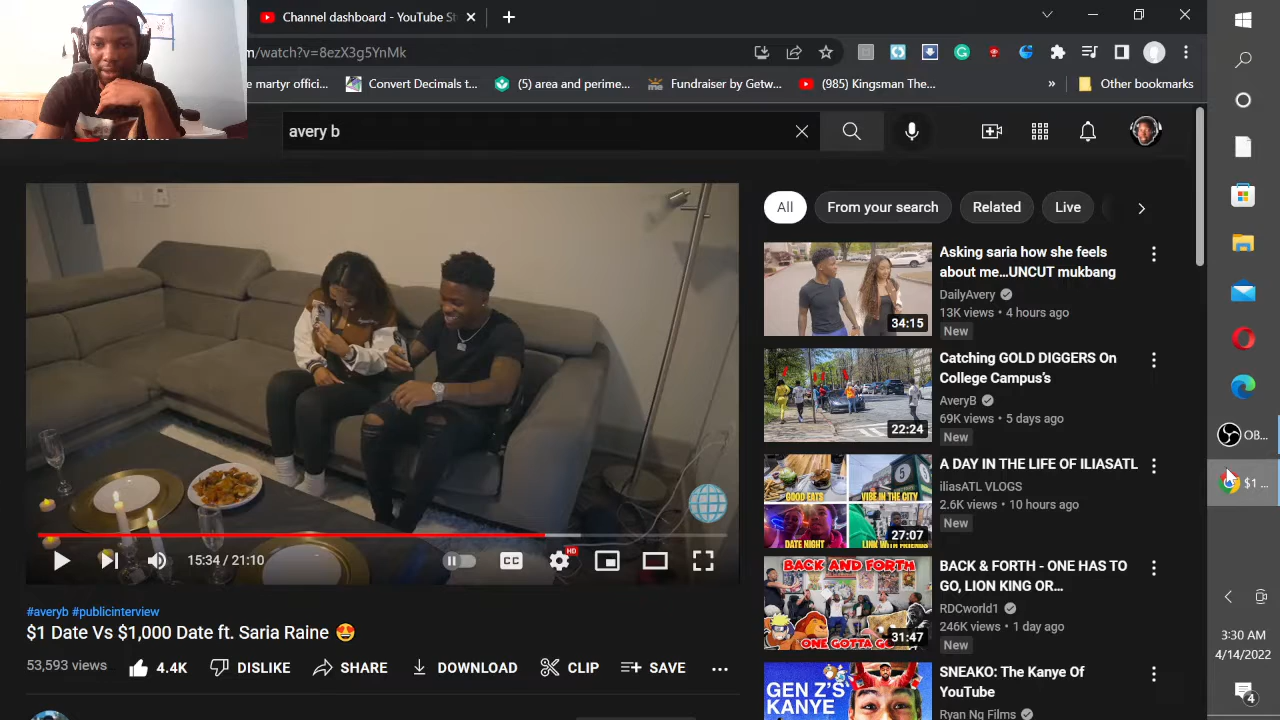 Channel dashboard - YouTube St
m/watch?v=8ezX3g5YnMk
e martyr offici...
Convert Decimals t...
(5) area and perime...
Fundraiser by Getw...
(985) Kingsman The...
»
Other bookmarks
avery b
All
From your search
Related
Live
Asking saria how she feels
about me...UNCUT mukbang
DailyAvery
13K views • 4 hours ago
New
34:15
Catching GOLD DIGGERS On
College Campus's
AveryB
69K views • 5 days ago
New
22:24
A DAY IN THE LIFE OF ILIASATL
iliasATL VLOGS
2.6K views • 10 hours ago
New
GOOD EATS
VIBE IN THE CITY
5
DATE NIGHT
27:07
BACK & FORTH - ONE HAS TO
GO, LION KING OR...
RDCworld1
246K views • 1 day ago
New
BACK AND FORTH
31:47
SNEAKO: The Kanye Of
YouTube
Ryan Ng Films
GEN Z'S
KANYE
15:34 / 21:10
CC
HD
#averyb #publicinterview
$1 Date Vs $1,000 Date ft. Saria Raine 🤩
53,593 views
4.4K
DISLIKE
SHARE
DOWNLOAD
CLIP
SAVE
OB...
$1 ...
3:30 AM
4/14/2022
4